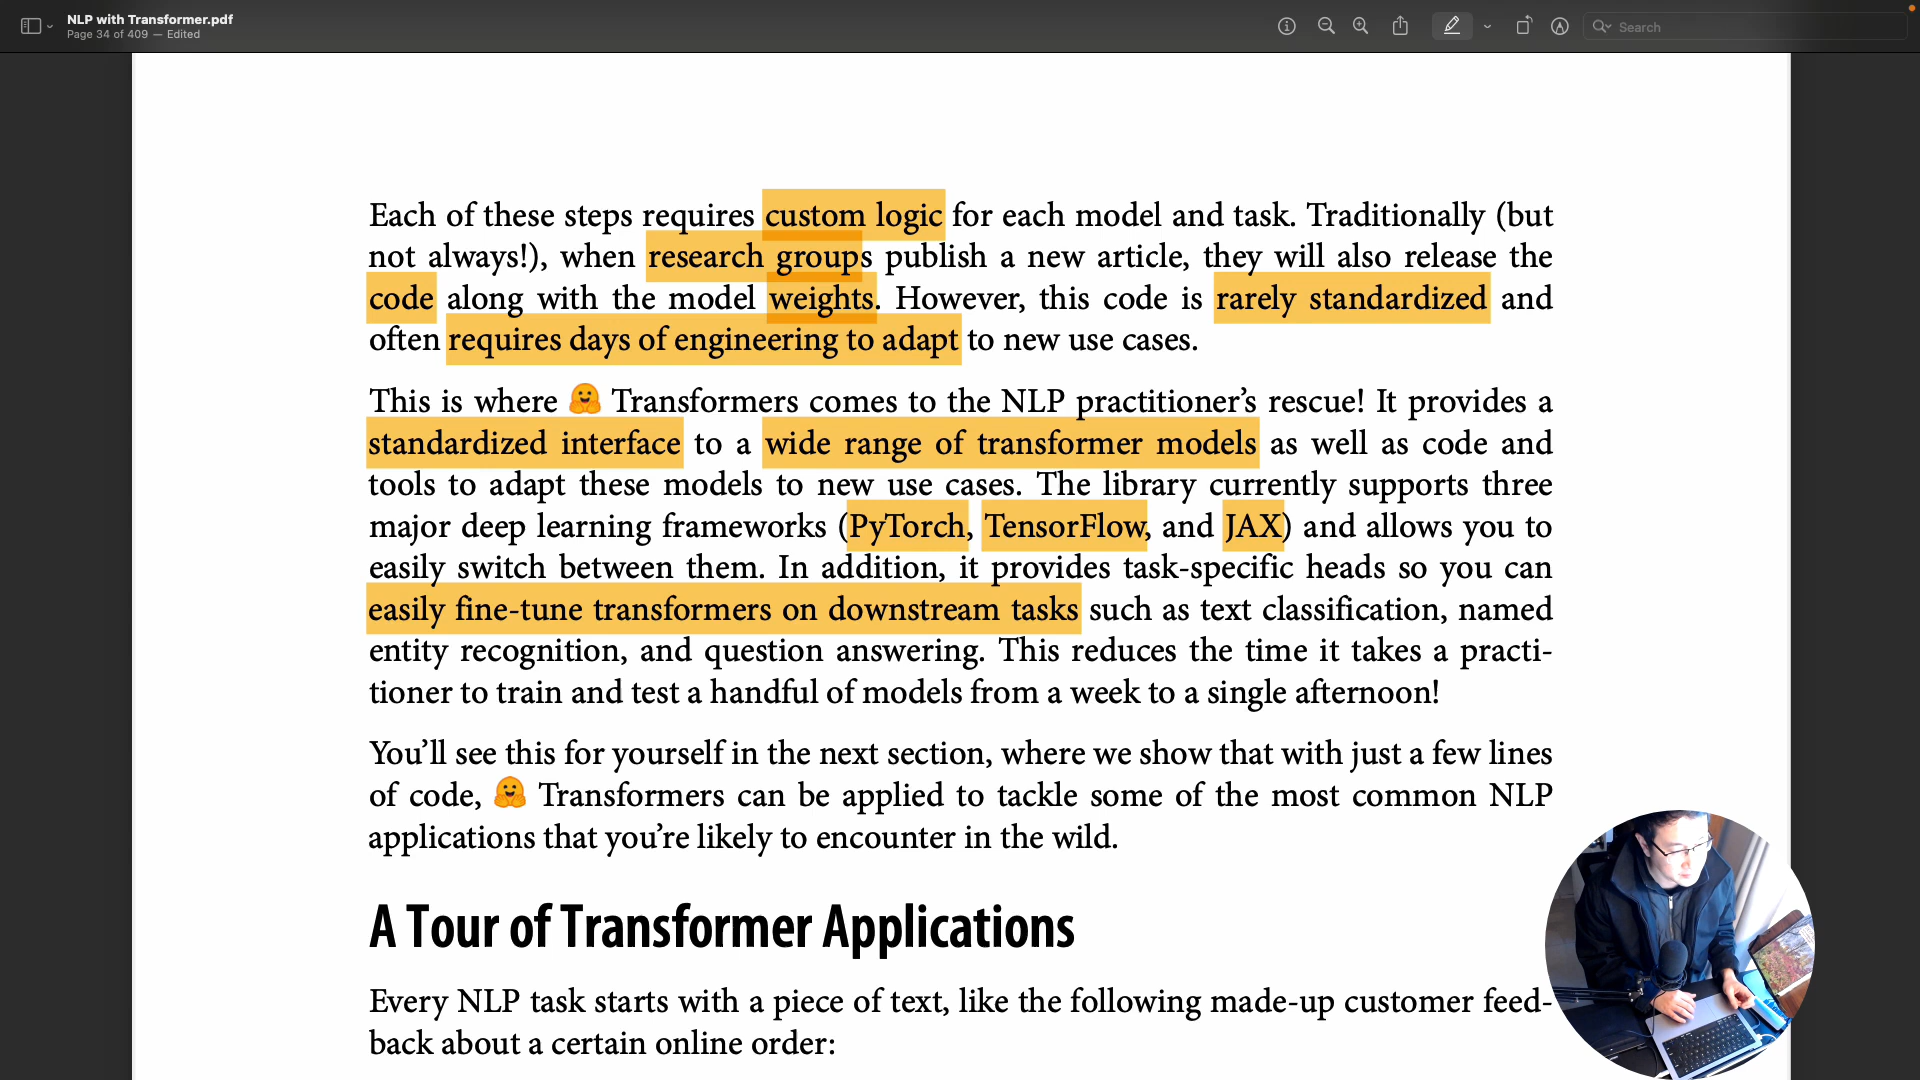 NLP with Transformer.pdf
Page 34 of 409 — Edited
Search
Each of these steps requires custom logic for each model and task. Traditionally (but
not always!), when research groups publish a new article, they will also release the
code along with the model weights. However, this code is rarely standardized and
often requires days of engineering to adapt to new use cases.
This is where 🤗 Transformers comes to the NLP practitioner’s rescue! It provides a
standardized interface to a wide range of transformer models as well as code and
tools to adapt these models to new use cases. The library currently supports three
major deep learning frameworks (PyTorch, TensorFlow, and JAX) and allows you to
easily switch between them. In addition, it provides task-specific heads so you can
easily fine-tune transformers on downstream tasks such as text classification, named
entity recognition, and question answering. This reduces the time it takes a practi-
tioner to train and test a handful of models from a week to a single afternoon!
You’ll see this for yourself in the next section, where we show that with just a few lines
of code, 🤗 Transformers can be applied to tackle some of the most common NLP
applications that you’re likely to encounter in the wild.
A Tour of Transformer Applications
Every NLP task starts with a piece of text, like the following made-up customer feed-
back about a certain online order: